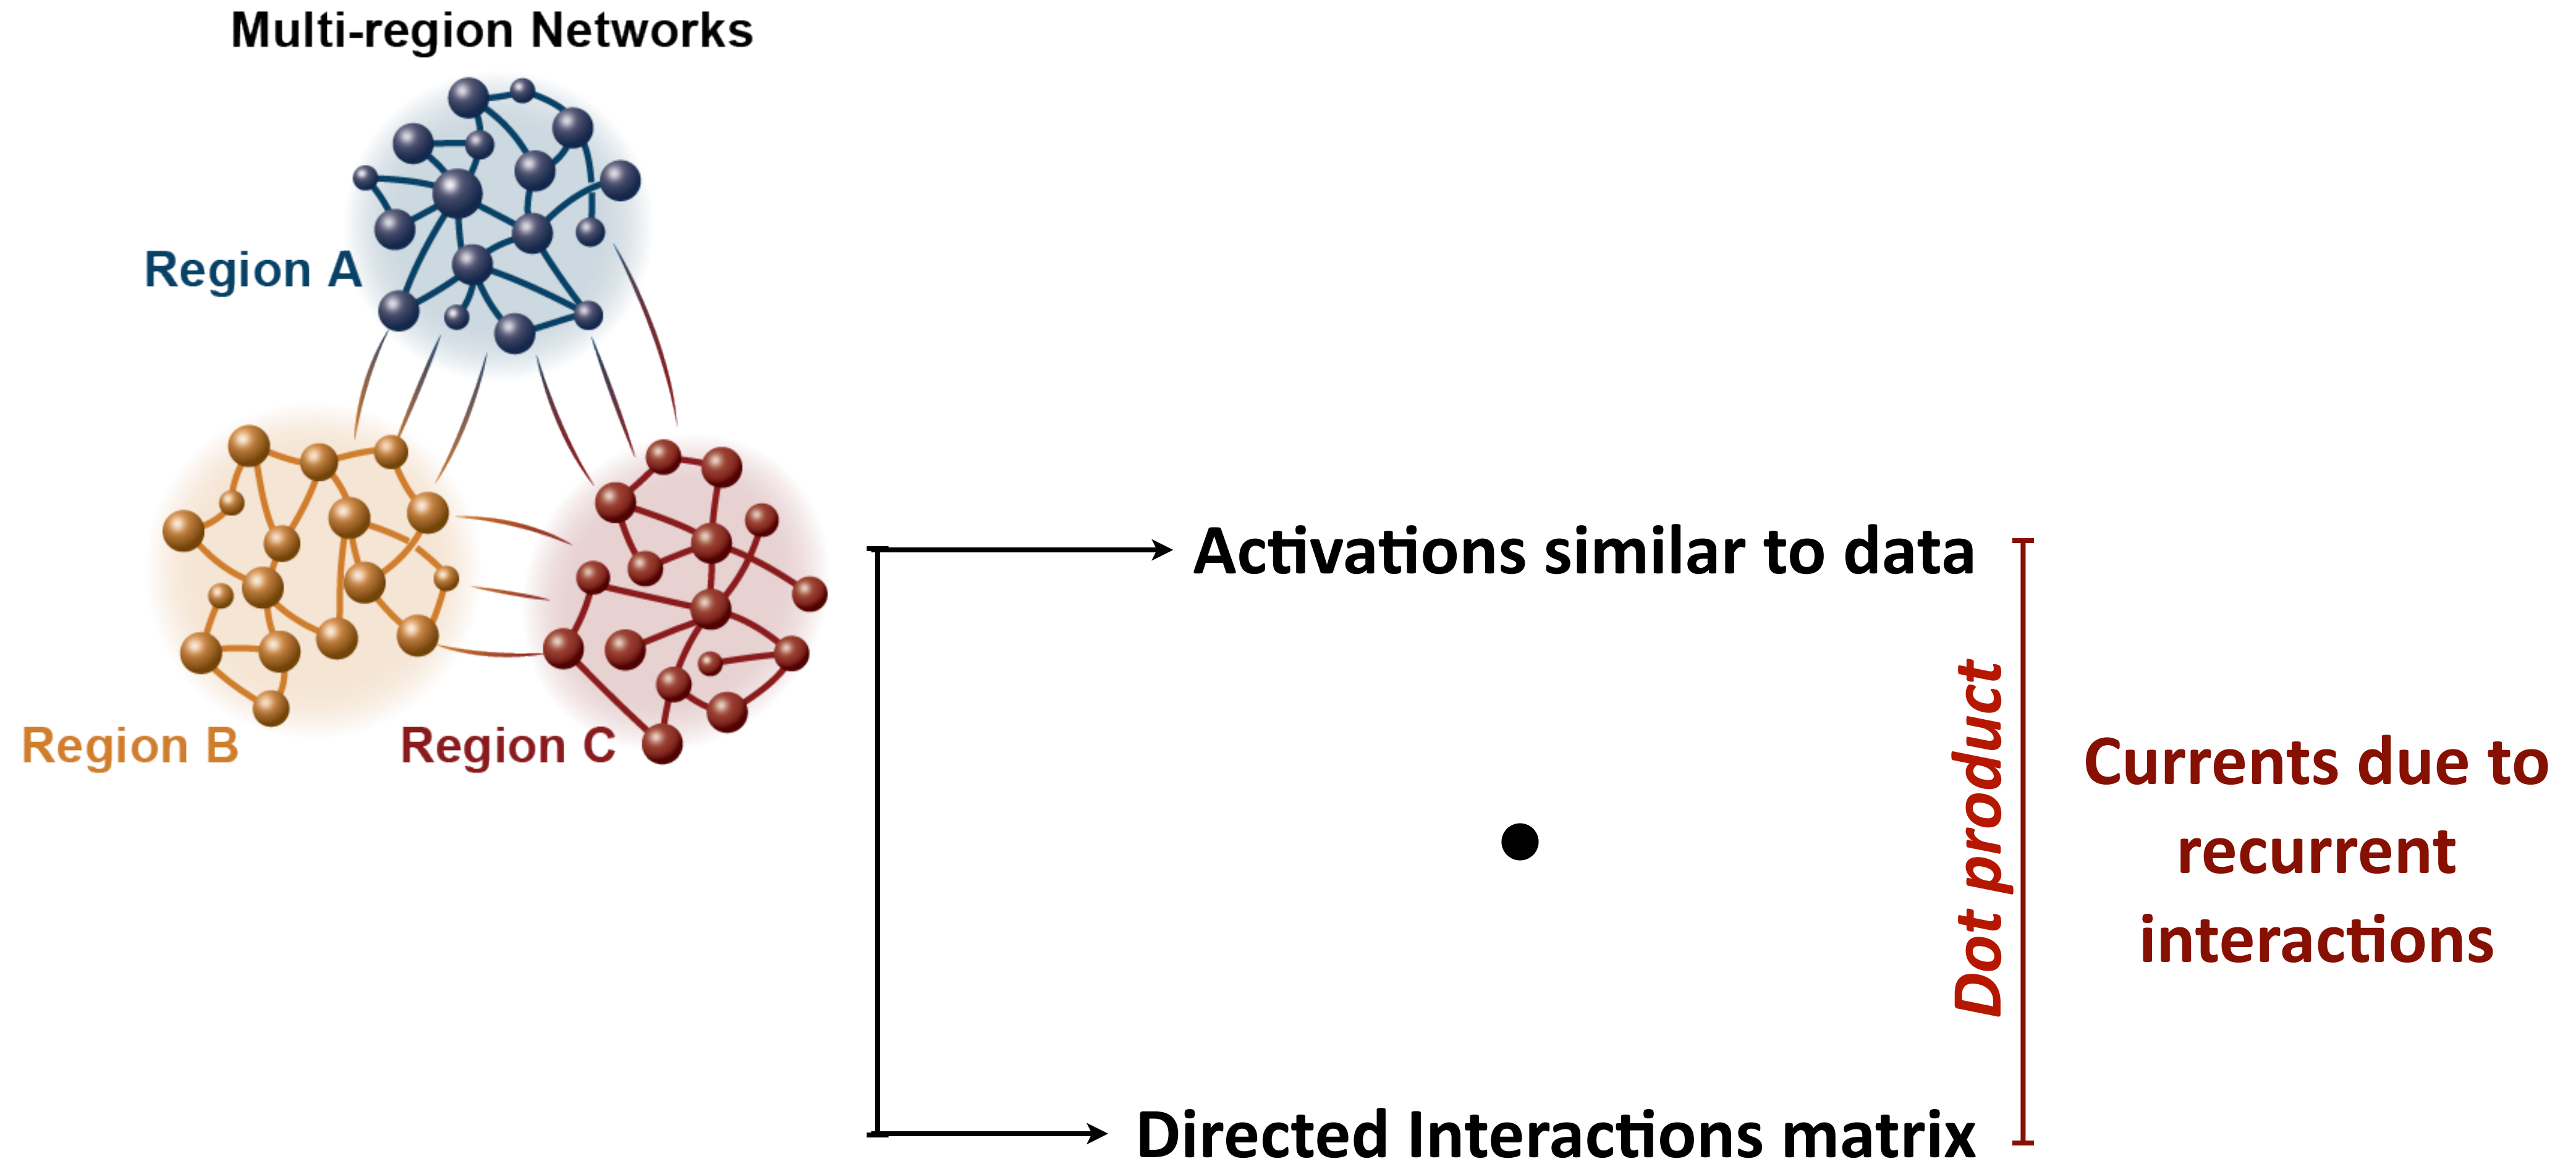 Multi-region Networks
Region A
Region B
Region C
Activations similar to data
Dot product
Directed Interactions matrix
Currents due to
recurrent
interactions